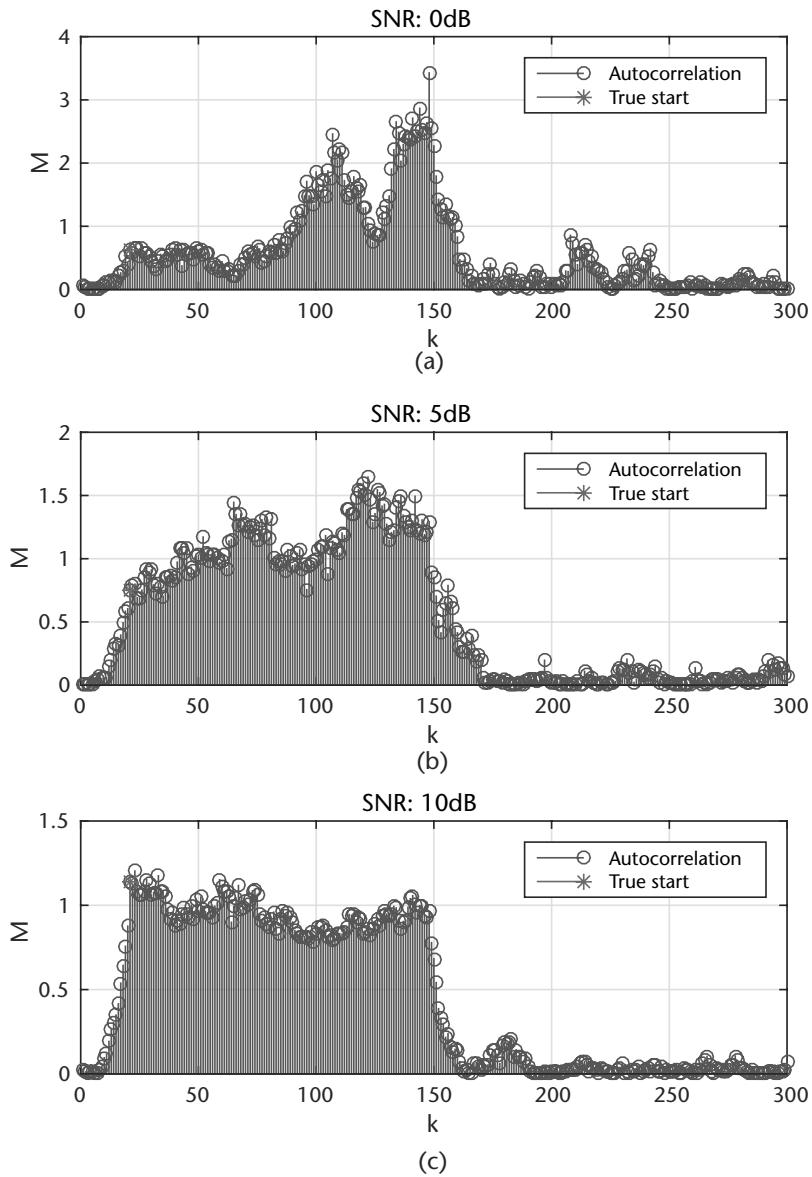 SNR: 0dB
4
3
2
1
0
M
Autocorrelation
True start
0 50 100 150 200 250 300
k
(a)
SNR: 5dB
2
1.5
1
0.5
0
M
Autocorrelation
True start
0 50 100 150 200 250 300
k
(b)
SNR: 10dB
1.5
1
0.5
0
M
Autocorrelation
True start
0 50 100 150 200 250 300
k
(c)